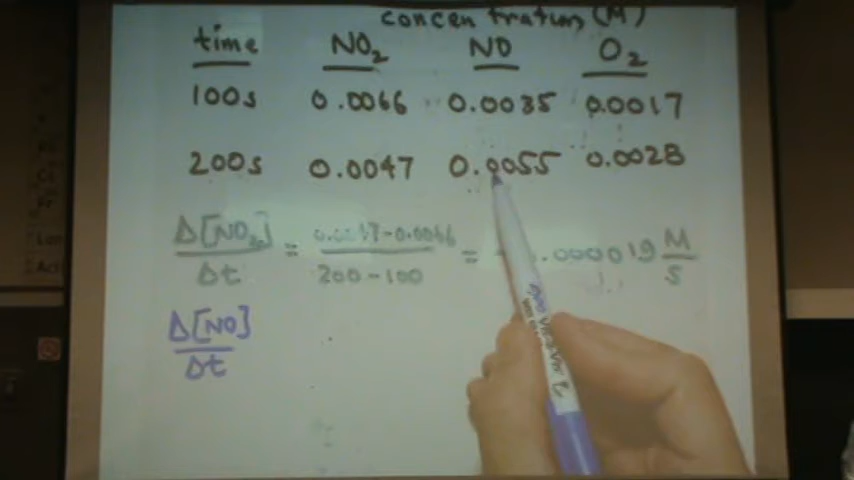 concentration (M)
time NO₂ NO O₂
100s 0.0066 0.0035 0.0017
200s 0.0047 0.0055 0.0028
Δ[NO₂] / Δt = 0.0047-0.0066 / 200-100 = .000019 M/s
Δ[NO] / Δt